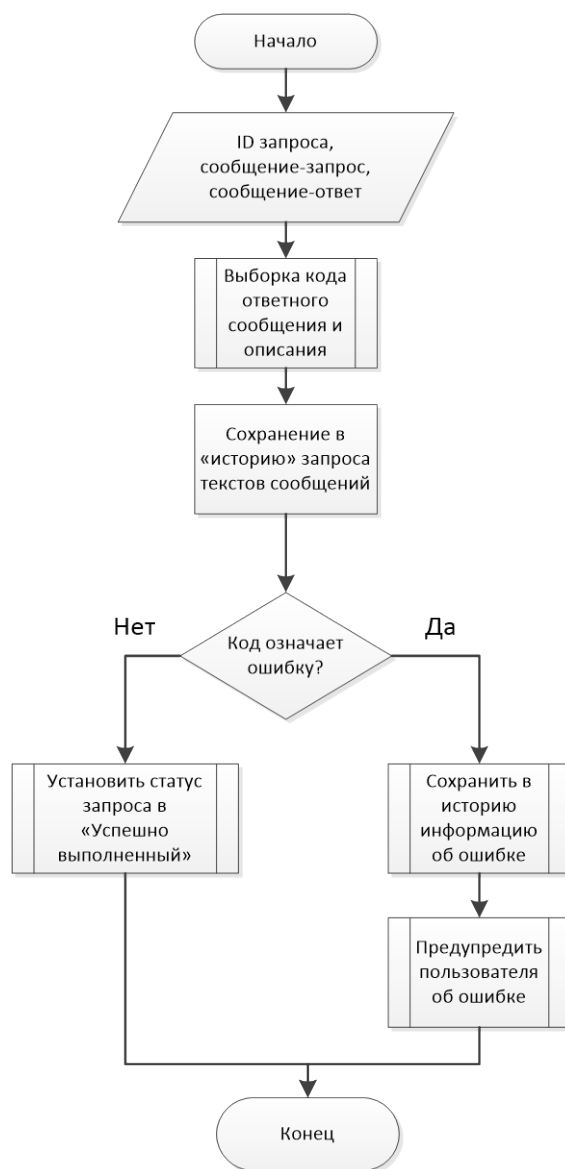 Начало
ID запроса,
сообщение-запрос,
сообщение-ответ
Выборка кода
ответного
сообщения и
описания
Сохранение в
«историю» запроса
текстов сообщений
Код означает
ошибку?
Нет
Да
Установить статус
запроса в
«Успешно
выполненный»
Сохранить в
историю
информацию
об ошибке
Предупредить
пользователя
об ошибке
Конец